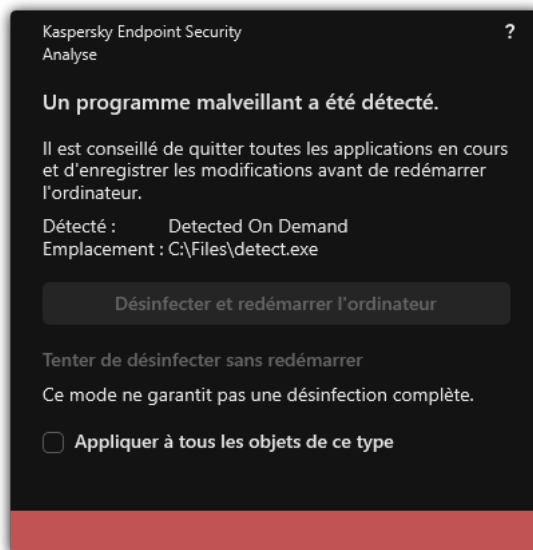 Kaspersky Endpoint Security
?
Analyse
Un programme malveillant a été détecté.
Il est conseillé de quitter toutes les applications en cours
et d'enregistrer les modifications avant de redémarrer
l'ordinateur.
Détecté : Detected On Demand
Emplacement : C:\Files\detect.exe
Désinfecter et redémarrer l'ordinateur
Tenter de désinfecter sans redémarrer
Ce mode ne garantit pas une désinfection complète.
Appliquer à tous les objets de ce type